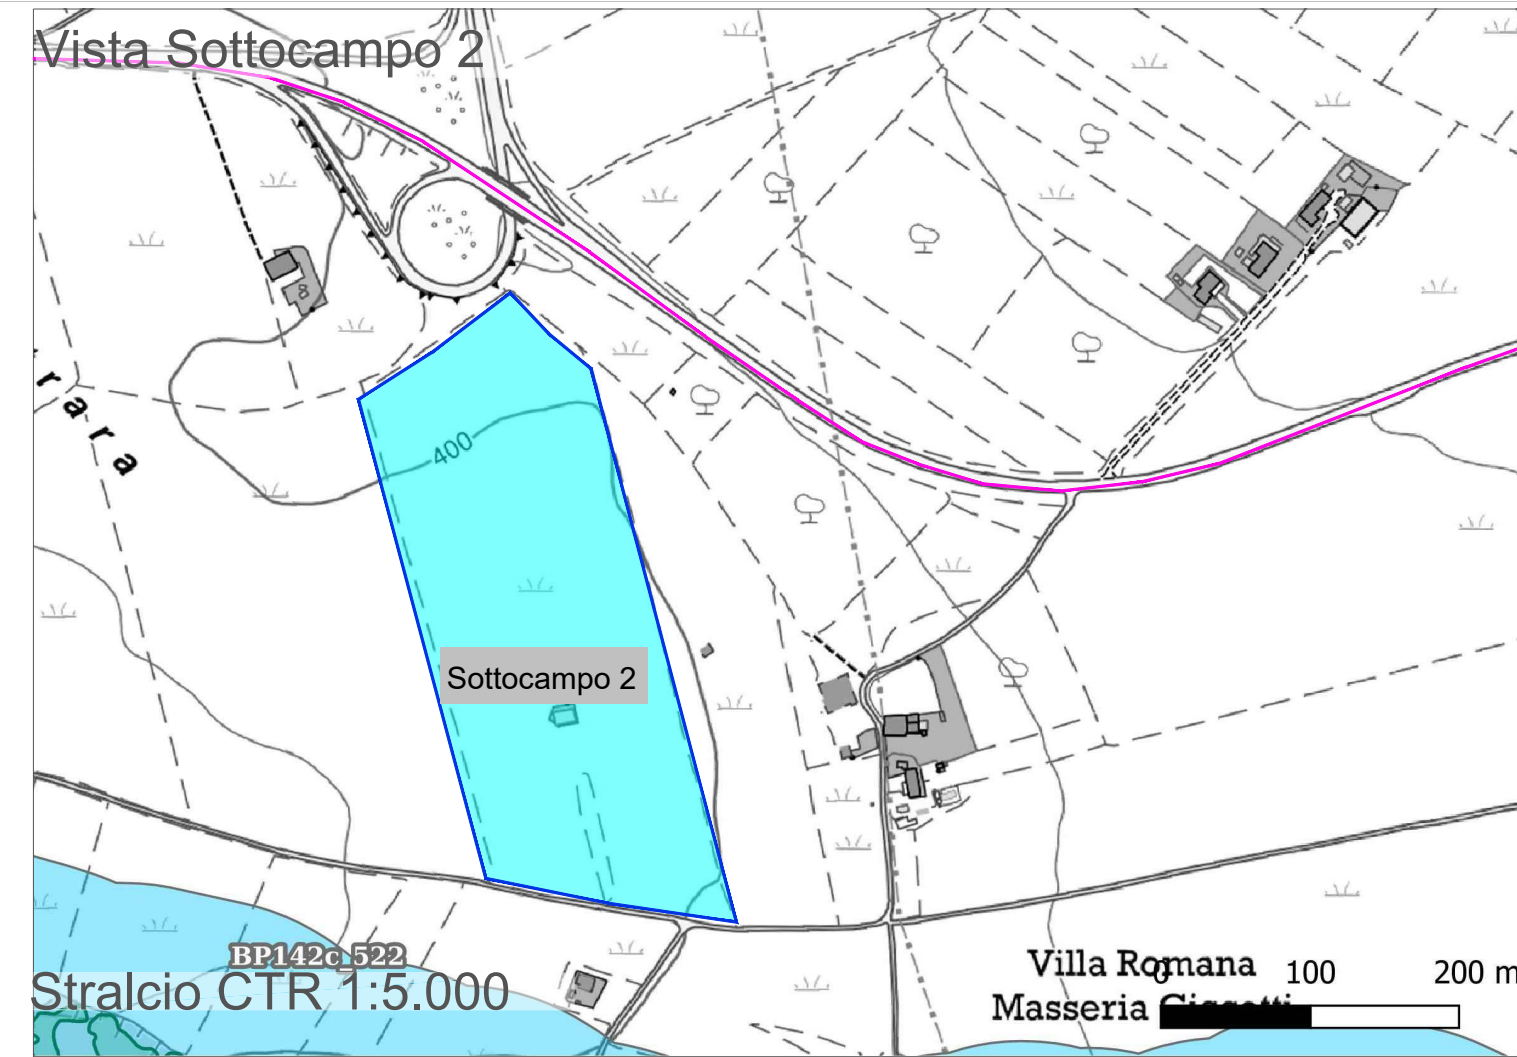 Vista Sottocampo 2
rara
400
Sottocampo 2
BP142c_522
Stralcio CTR 1:5.000
Villa Romana
Masseria
0 100 200 m